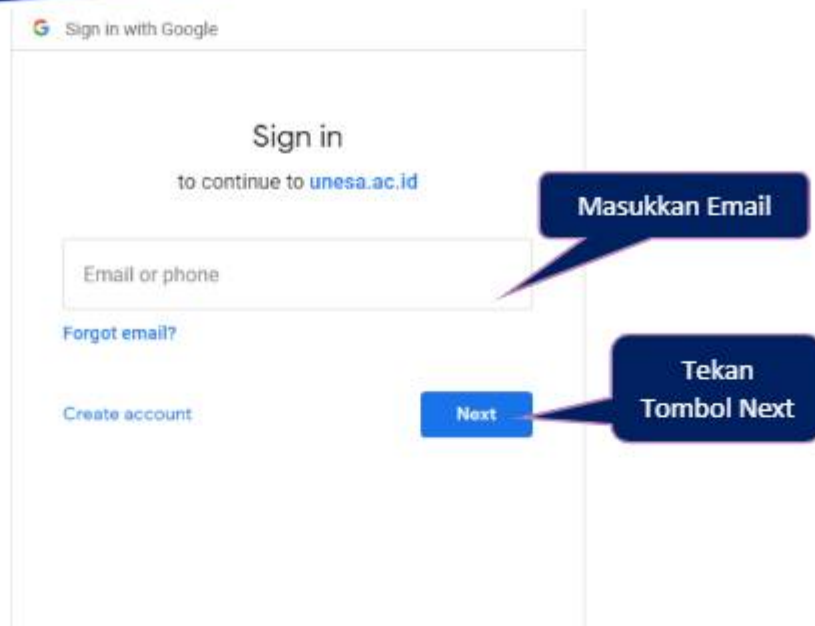 Sign in with Google
Sign in
to continue to unesa.ac.id
Masukkan Email
Email or phone
Forgot email?
Tekan
Tombol Next
Create account
Next